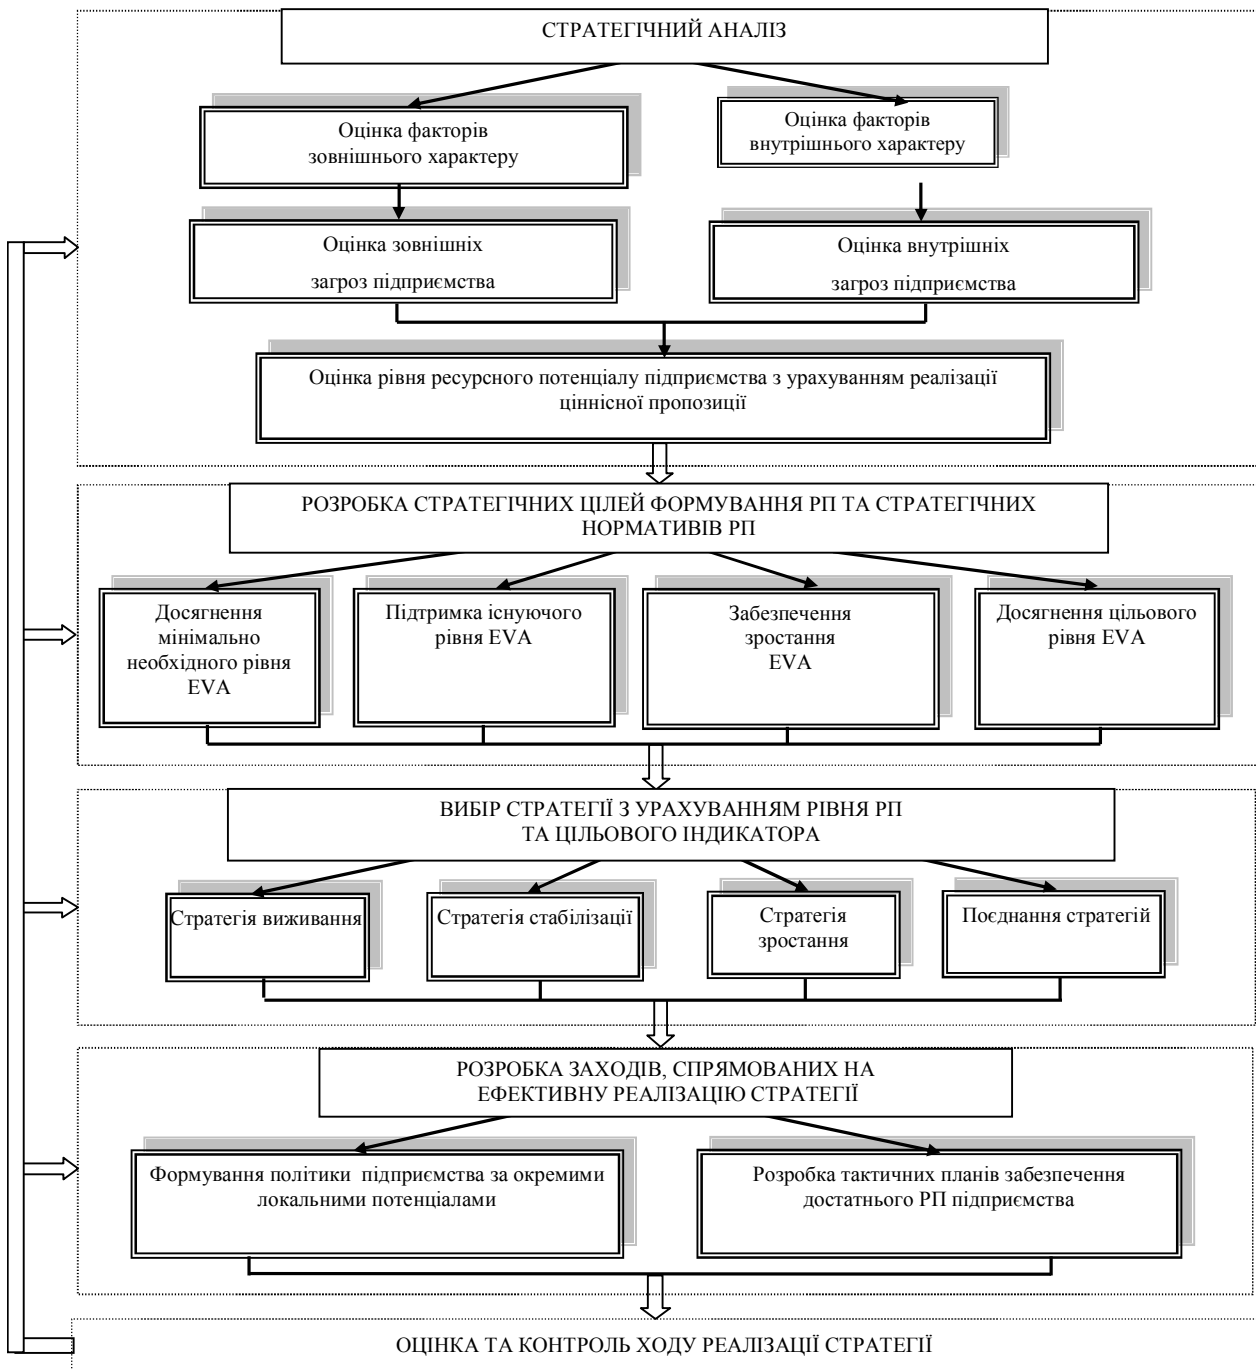 СТРАТЕГІЧНИЙ АНАЛІЗ
Оцінка факторів
зовнішнього характеру
Оцінка факторів
внутрішнього характеру
Оцінка зовнішніх
загроз підприємства
Оцінка внутрішніх
загроз підприємства
Оцінка рівня ресурсного потенціалу підприємства з урахуванням реалізації
ціннісної пропозиції
РОЗРОБКА СТРАТЕГІЧНИХ ЦІЛЕЙ ФОРМУВАННЯ РП ТА СТРАТЕГІЧНИХ
НОРМАТИВІВ РП
Досягнення
мінімально
необхідного рівня
EVA
Підтримка існуючого
рівня EVA
Забезпечення
зростання
EVA
Досягнення цільового
рівня EVA
ВИБІР СТРАТЕГІЇ З УРАХУВАННЯМ РІВНЯ РП
ТА ЦІЛЬОВОГО ІНДИКАТОРА
Стратегія виживання
Стратегія стабілізації
Стратегія
зростання
Поєднання стратегій
РОЗРОБКА ЗАХОДІВ, СПРЯМОВАНИХ НА
ЕФЕКТИВНУ РЕАЛІЗАЦІЮ СТРАТЕГІЇ
Формування політики підприємства за окремими
локальними потенціалами
Розробка тактичних планів забезпечення
достатнього РП підприємства
ОЦІНКА ТА КОНТРОЛЬ ХОДУ РЕАЛІЗАЦІЇ СТРАТЕГІЇ